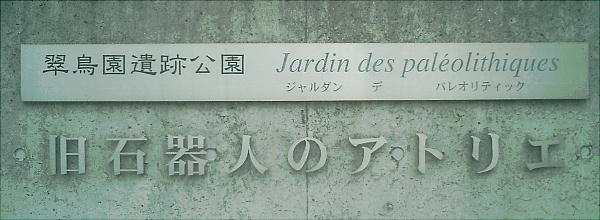 翠鳥園遺跡公園 Jardin des paléolithiques
ジャルダン デ パレオリティック
旧石器人のアトリエ